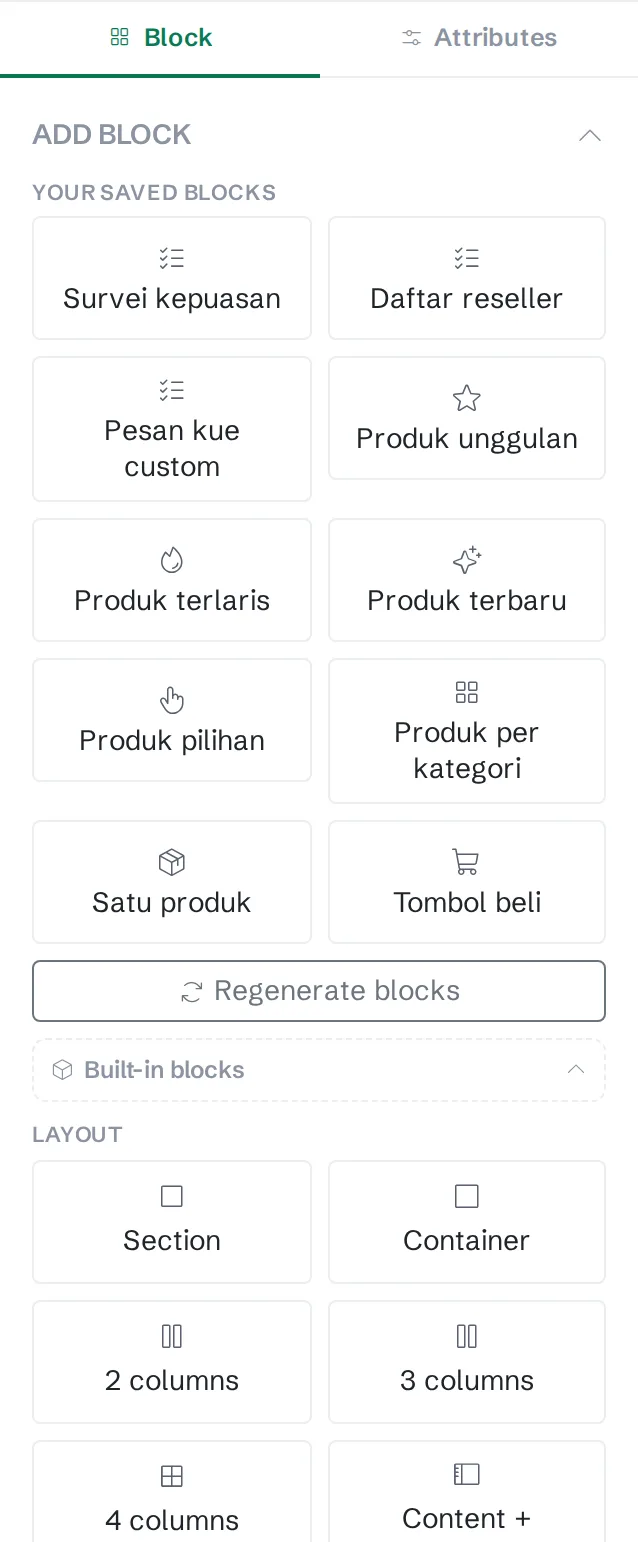 Block
Attributes
ADD BLOCK
YOUR SAVED BLOCKS
Survei kepuasan
Daftar reseller
Pesan kue
custom
Produk unggulan
Produk terlaris
Produk terbaru
Produk pilihan
Produk per
kategori
Satu produk
Tombol beli
Regenerate blocks
Built-in blocks
LAYOUT
Section
Container
2 columns
3 columns
4 columns
Content +